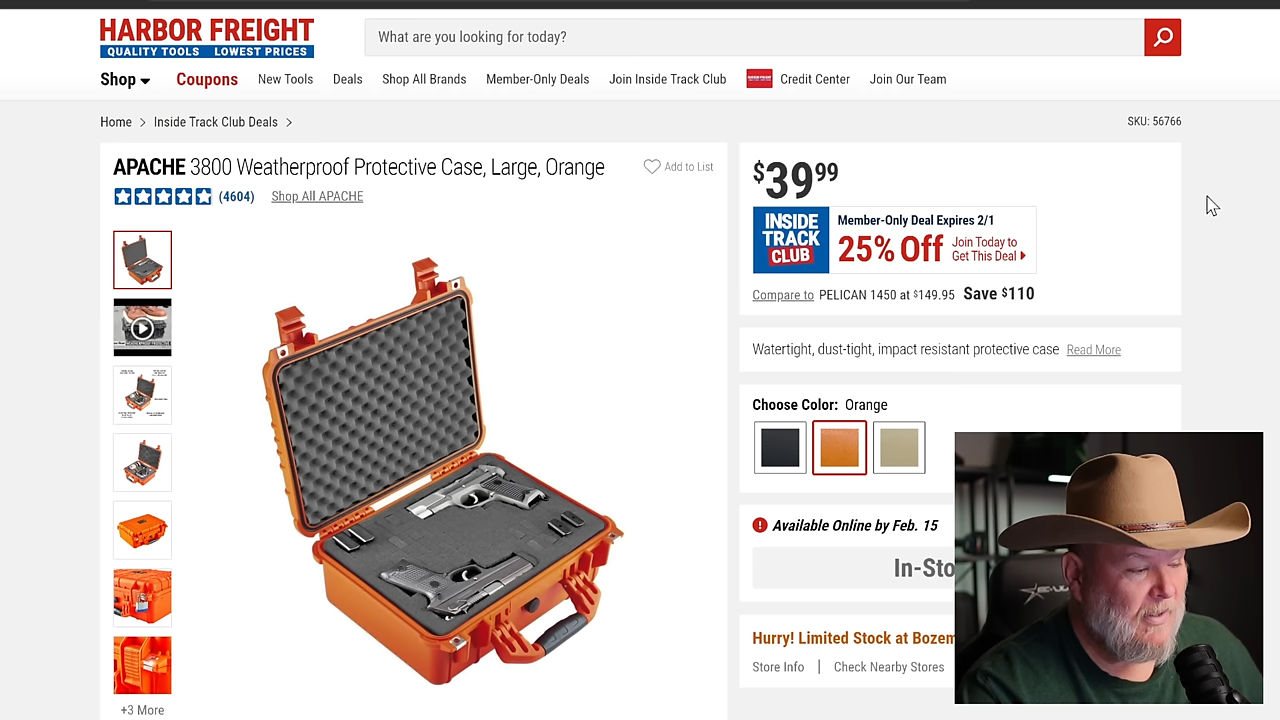 HARBOR FREIGHT
QUALITY TOOLS LOWEST PRICES
What are you looking for today?
Shop
Coupons
New Tools
Deals
Shop All Brands
Member-Only Deals
Join Inside Track Club
Credit Center
Join Our Team
Home > Inside Track Club Deals >
SKU: 56766
APACHE 3800 Weatherproof Protective Case, Large, Orange
Add to List
(4604)
Shop All APACHE
+3 More
$39.99
INSIDE TRACK CLUB
Member-Only Deal Expires 2/1
25% Off
Join Today to
Get This Deal
Compare to PELICAN 1450 at $149.95 Save $110
Watertight, dust-tight, impact resistant protective case Read More
Choose Color: Orange
Available Online by Feb. 15
In-Sto
Hurry! Limited Stock at Bozem
Store Info | Check Nearby Stores